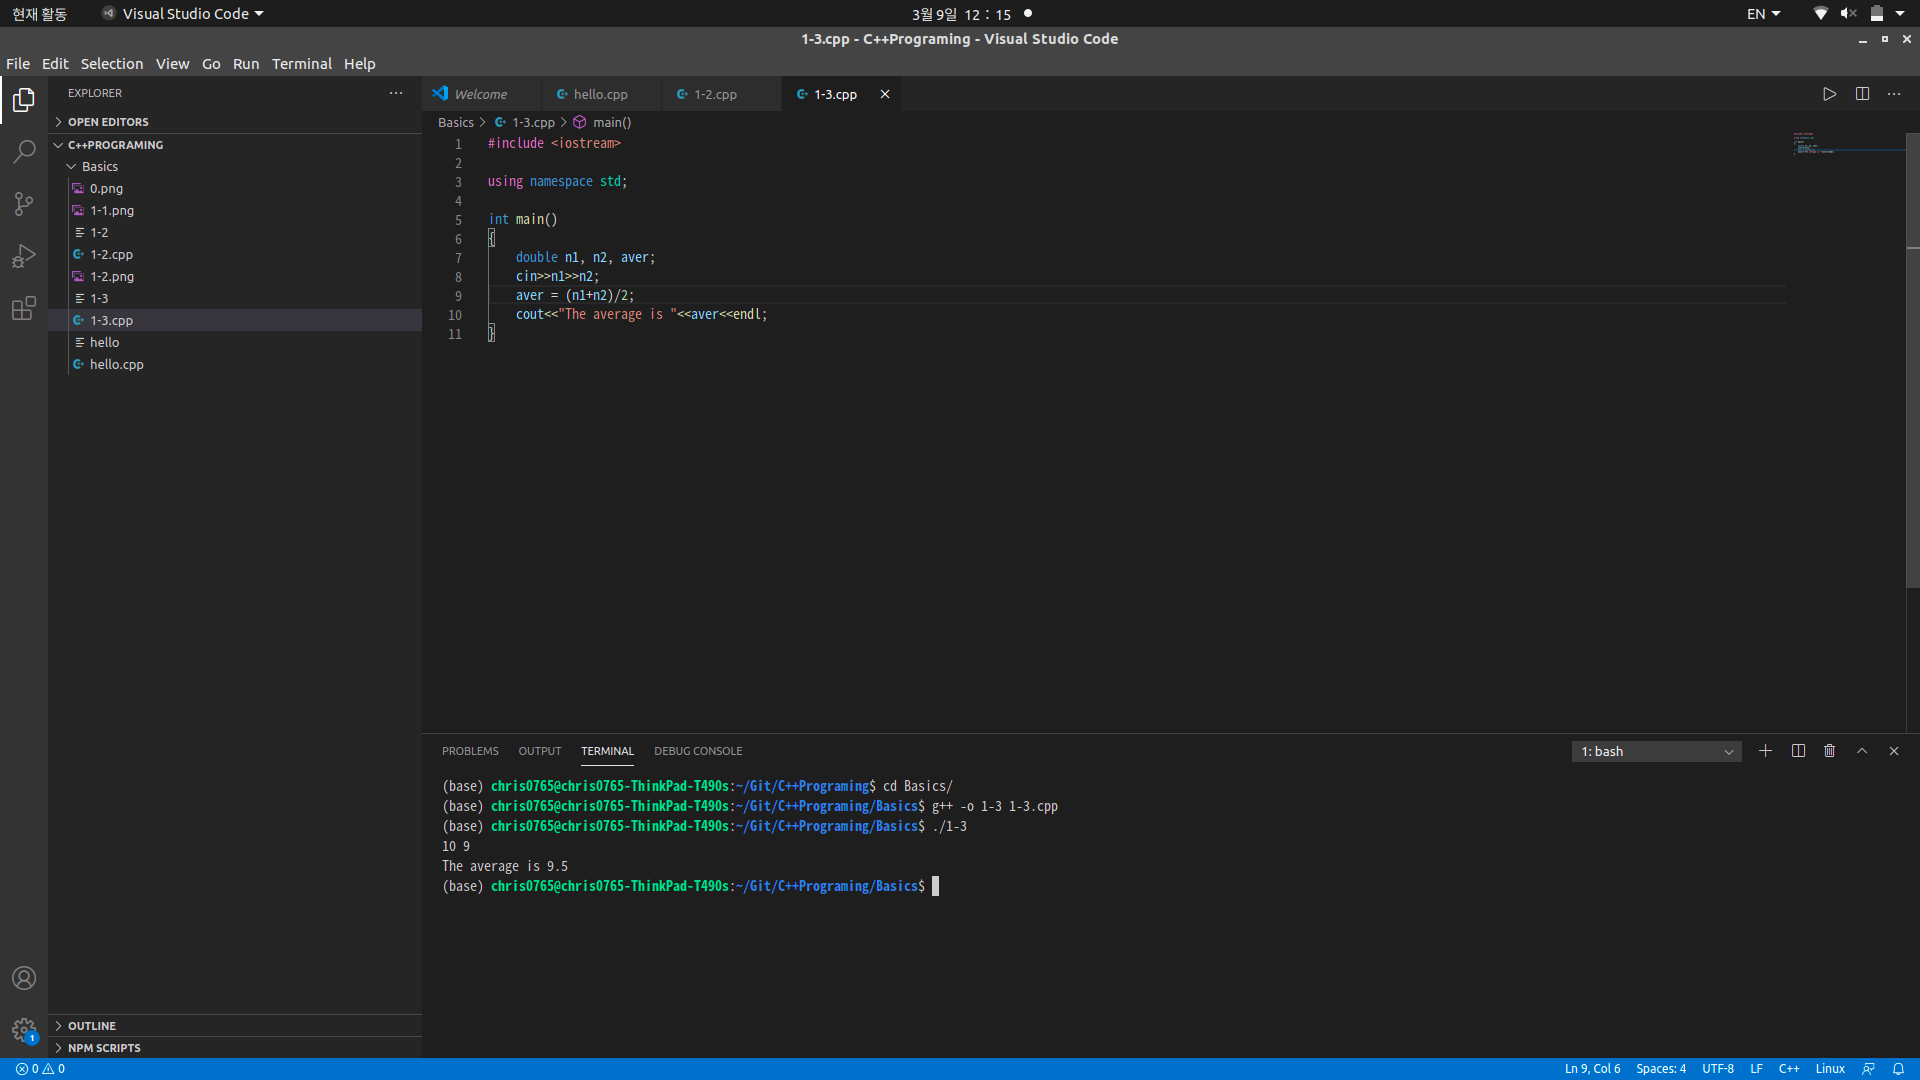 현재 활동 Visual Studio Code 3월 9일 12 : 15 EN
1-3.cpp - C++Programing - Visual Studio Code
File Edit Selection View Go Run Terminal Help
EXPLORER
OPEN EDITORS
C++PROGRAMING
Basics
0.png
1-1.png
1-2
1-2.cpp
1-2.png
1-3
1-3.cpp
hello
hello.cpp
OUTLINE
NPM SCRIPTS
Welcome hello.cpp 1-2.cpp 1-3.cpp
Basics > 1-3.cpp > main()
1 #include <iostream>
2
3 using namespace std;
4
5 int main()
6 {
7 double n1, n2, aver;
8 cin>>n1>>n2;
9 aver = (n1+n2)/2;
10 cout<<"The average is "<<aver<<endl;
11 }
PROBLEMS OUTPUT TERMINAL DEBUG CONSOLE 1: bash
(base) chris0765@chris0765-ThinkPad-T490s:~/Git/C++Programing$ cd Basics/
(base) chris0765@chris0765-ThinkPad-T490s:~/Git/C++Programing/Basics$ g++ -o 1-3 1-3.cpp
(base) chris0765@chris0765-ThinkPad-T490s:~/Git/C++Programing/Basics$ ./1-3
10 9
The average is 9.5
(base) chris0765@chris0765-ThinkPad-T490s:~/Git/C++Programing/Basics$
1
0 0 Ln 9, Col 6 Spaces: 4 UTF-8 LF C++ Linux